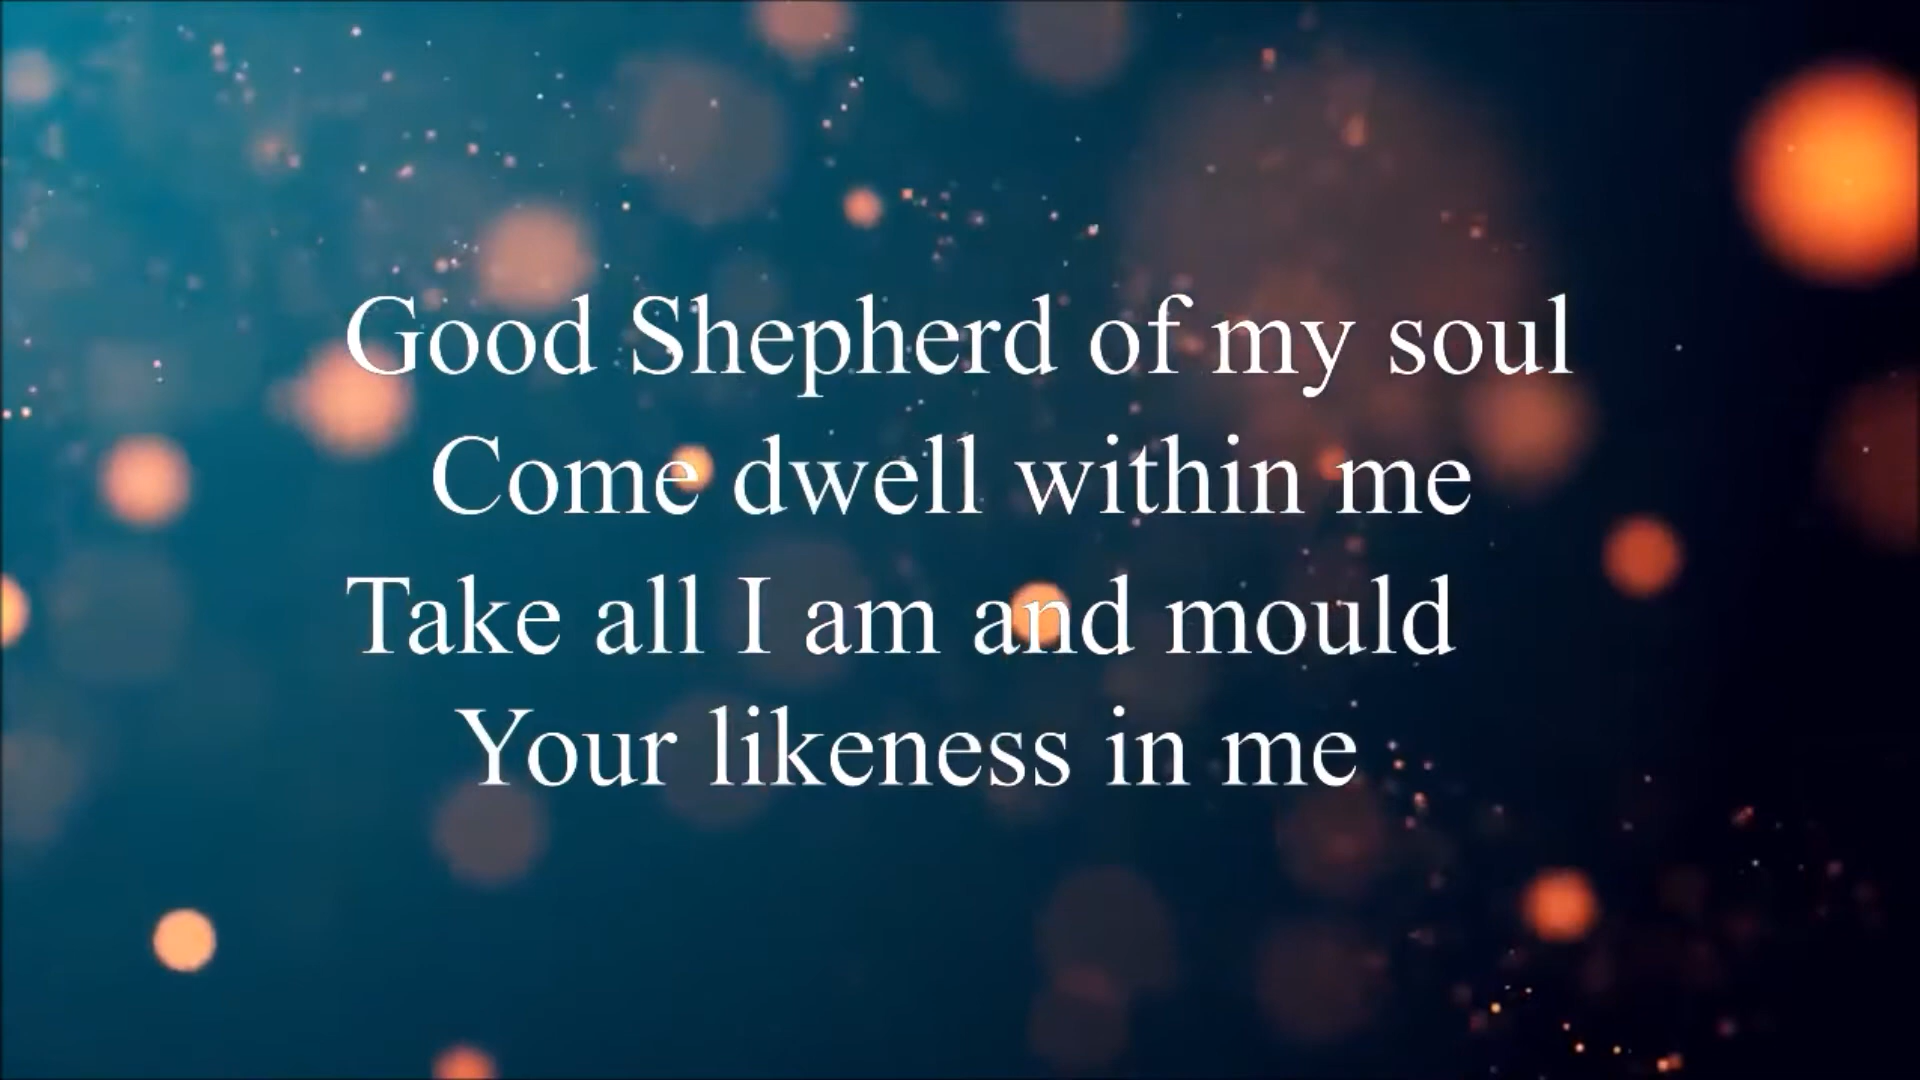 Good Shepherd of my soul
Come dwell within me
Take all I am and mould
Your likeness in me